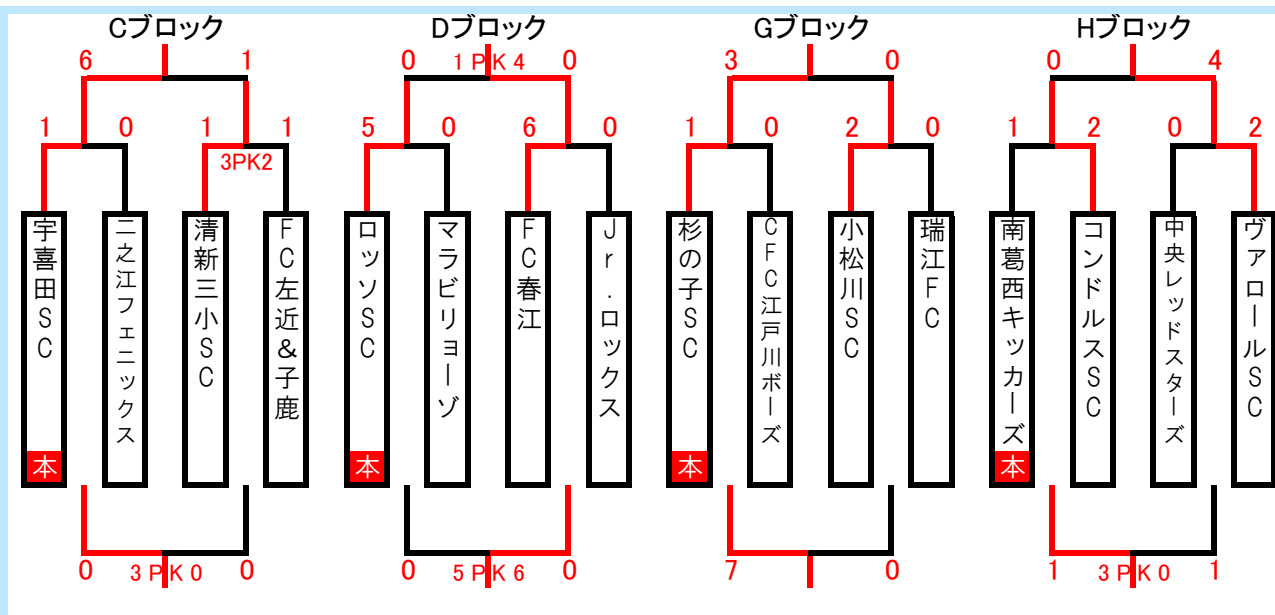 Cブロック Dブロック Gブロック Hブロック
6 1 0 1PK4 0 3 0 0 4
1 0 1 1 5 0 6 0 1 0 2 0 1 2 0 2
3PK2
宇喜田SC
二之江フェニックス
清新三小SC
FC左近&子鹿
ロッソSC
マラビリョーゾ
FC春江
Jr.ロックス
杉の子SC
CFC江戸川ボーズ
小松川SC
瑞江FC
南葛西キッカーズ
コンドルスSC
中央レッドスターズ
ヴァロールSC
本 本 本 本
0 3PK0 0 0 5PK6 0 7 0 1 3PK0 1